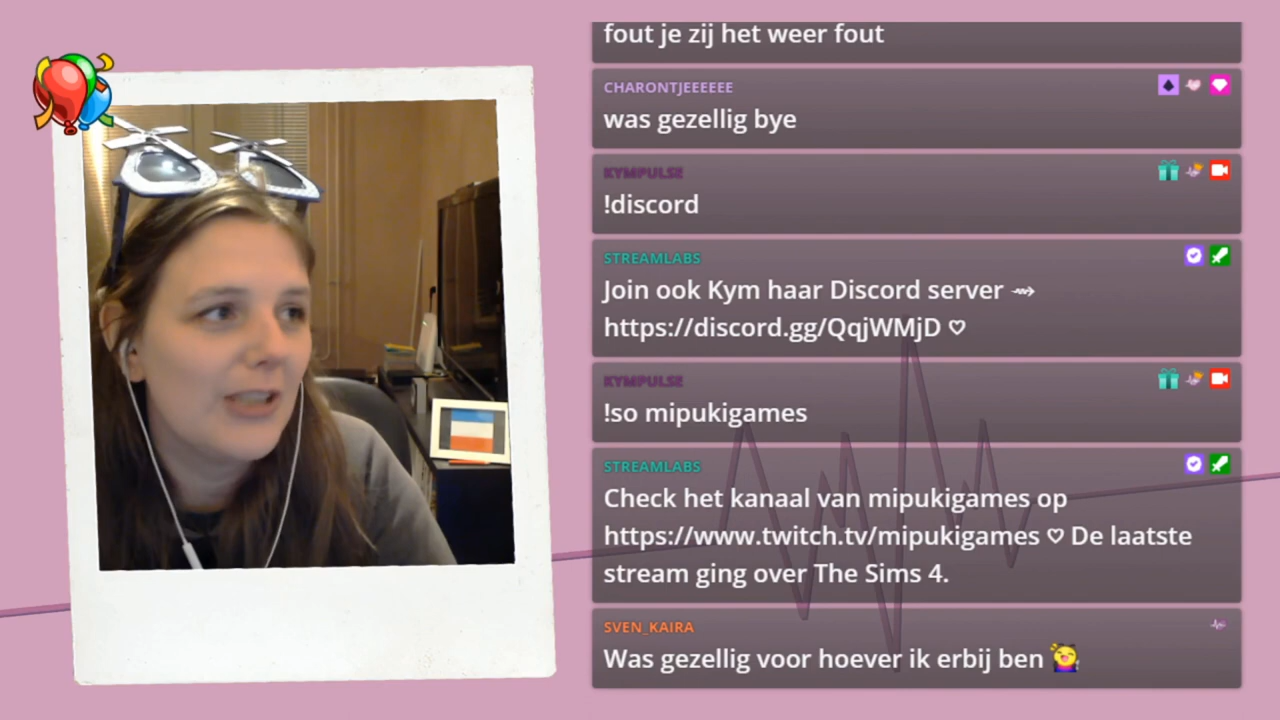 fout je zij het weer fout
CHARONTJEEEEEE
was gezellig bye
KYMPULSE
!discord
STREAMLABS
Join ook Kym haar Discord server ⇝
https://discord.gg/QqjWMjD ♡
KYMPULSE
!so mipukigames
STREAMLABS
Check het kanaal van mipukigames op
https://www.twitch.tv/mipukigames ♡ De laatste
stream ging over The Sims 4.
SVEN_KAIRA
Was gezellig voor hoever ik erbij ben